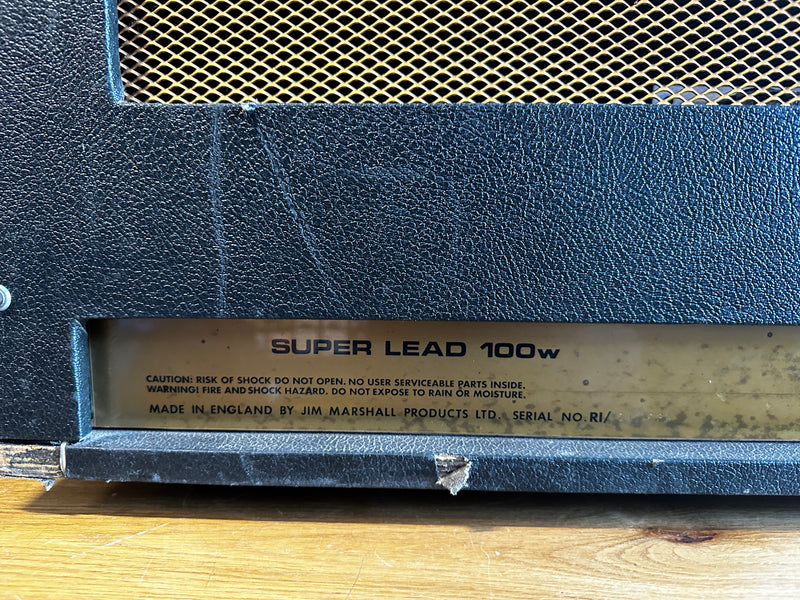 SUPER LEAD 100w
CAUTION: RISK OF SHOCK DO NOT OPEN. NO USER SERVICEABLE PARTS INSIDE.
WARNING! FIRE AND SHOCK HAZARD. DO NOT EXPOSE TO RAIN OR MOISTURE.
MADE IN ENGLAND BY JIM MARSHALL PRODUCTS LTD. SERIAL NO. RI/